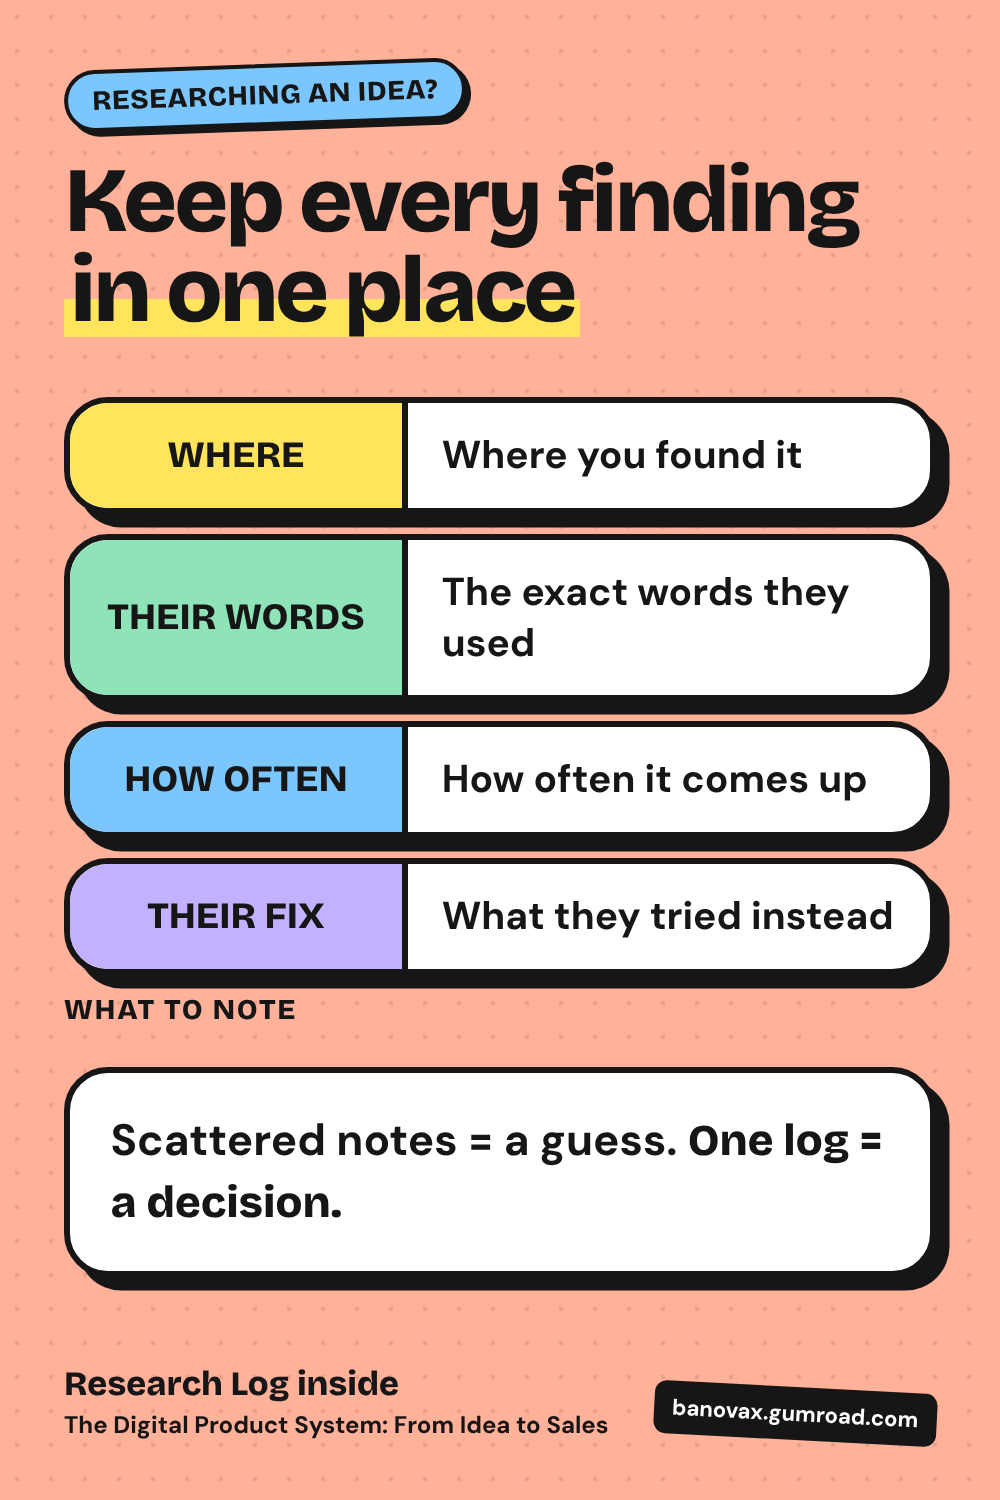 RESEARCHING AN IDEA?
Keep every finding
in one place
WHERE
Where you found it
THEIR WORDS
The exact words they
used
HOW OFTEN
How often it comes up
THEIR FIX
What they tried instead
WHAT TO NOTE
Scattered notes = a guess. One log =
a decision.
Research Log inside
The Digital Product System: From Idea to Sales
banovax.gumroad.com